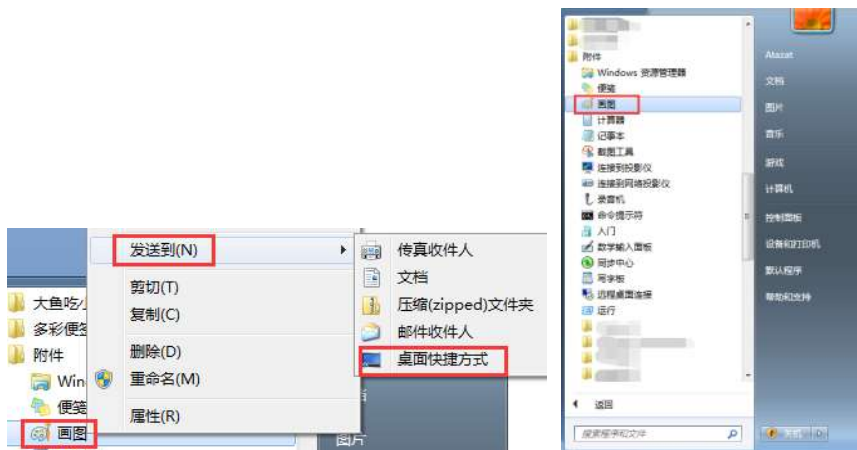 发送到(N)
剪切(T)
复制(C)
删除(D)
重命名(M)
属性(R)
传真收件人
文档
压缩(zipped)文件夹
邮件收件人
桌面快捷方式
大鱼吃
多彩便
附件
Win
便笺
画图
图片
附件
Windows 资源管理器
便笺
画图
计算器
记事本
截图工具
连接到投影仪
连接到网络投影仪
录音机
命令提示符
入门
数学输入面板
同步中心
写字板
远程桌面连接
运行
返回
搜索程序和文件
文档
图片
音乐
游戏
计算机
控制面板
设备和打印机
默认程序
帮助和支持
关机